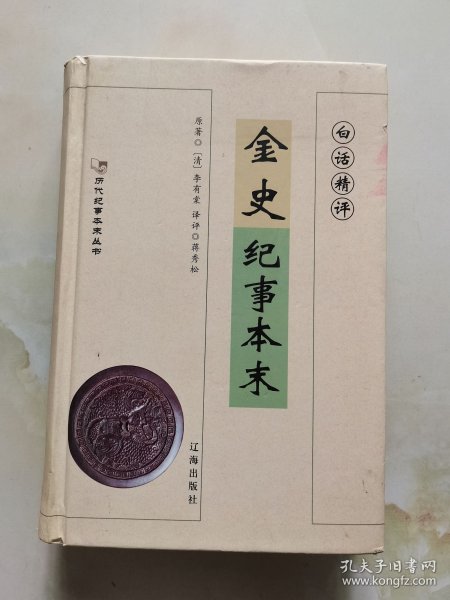 白话精评
金史纪事本末
原著◎〔清〕李有棠 译评◎蒋秀松
历代纪事本末丛书
辽海出版社
孔夫子旧书网
www.kongfz.com